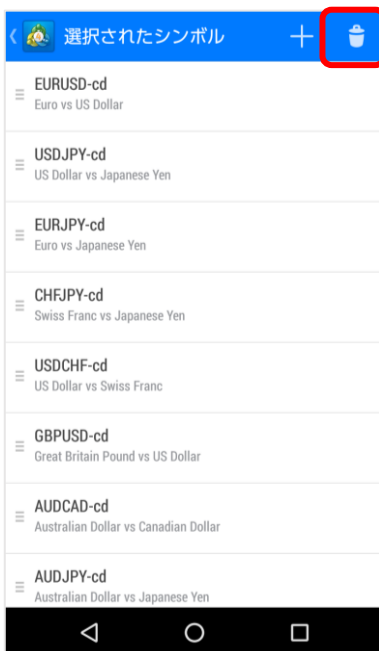 選択されたシンボル
EURUSD-cd
Euro vs US Dollar
USDJPY-cd
US Dollar vs Japanese Yen
EURJPY-cd
Euro vs Japanese Yen
CHFJPY-cd
Swiss Franc vs Japanese Yen
USDCHF-cd
US Dollar vs Swiss Franc
GBPUSD-cd
Great Britain Pound vs US Dollar
AUDCAD-cd
Australian Dollar vs Canadian Dollar
AUDJPY-cd
Australian Dollar vs Japanese Yen